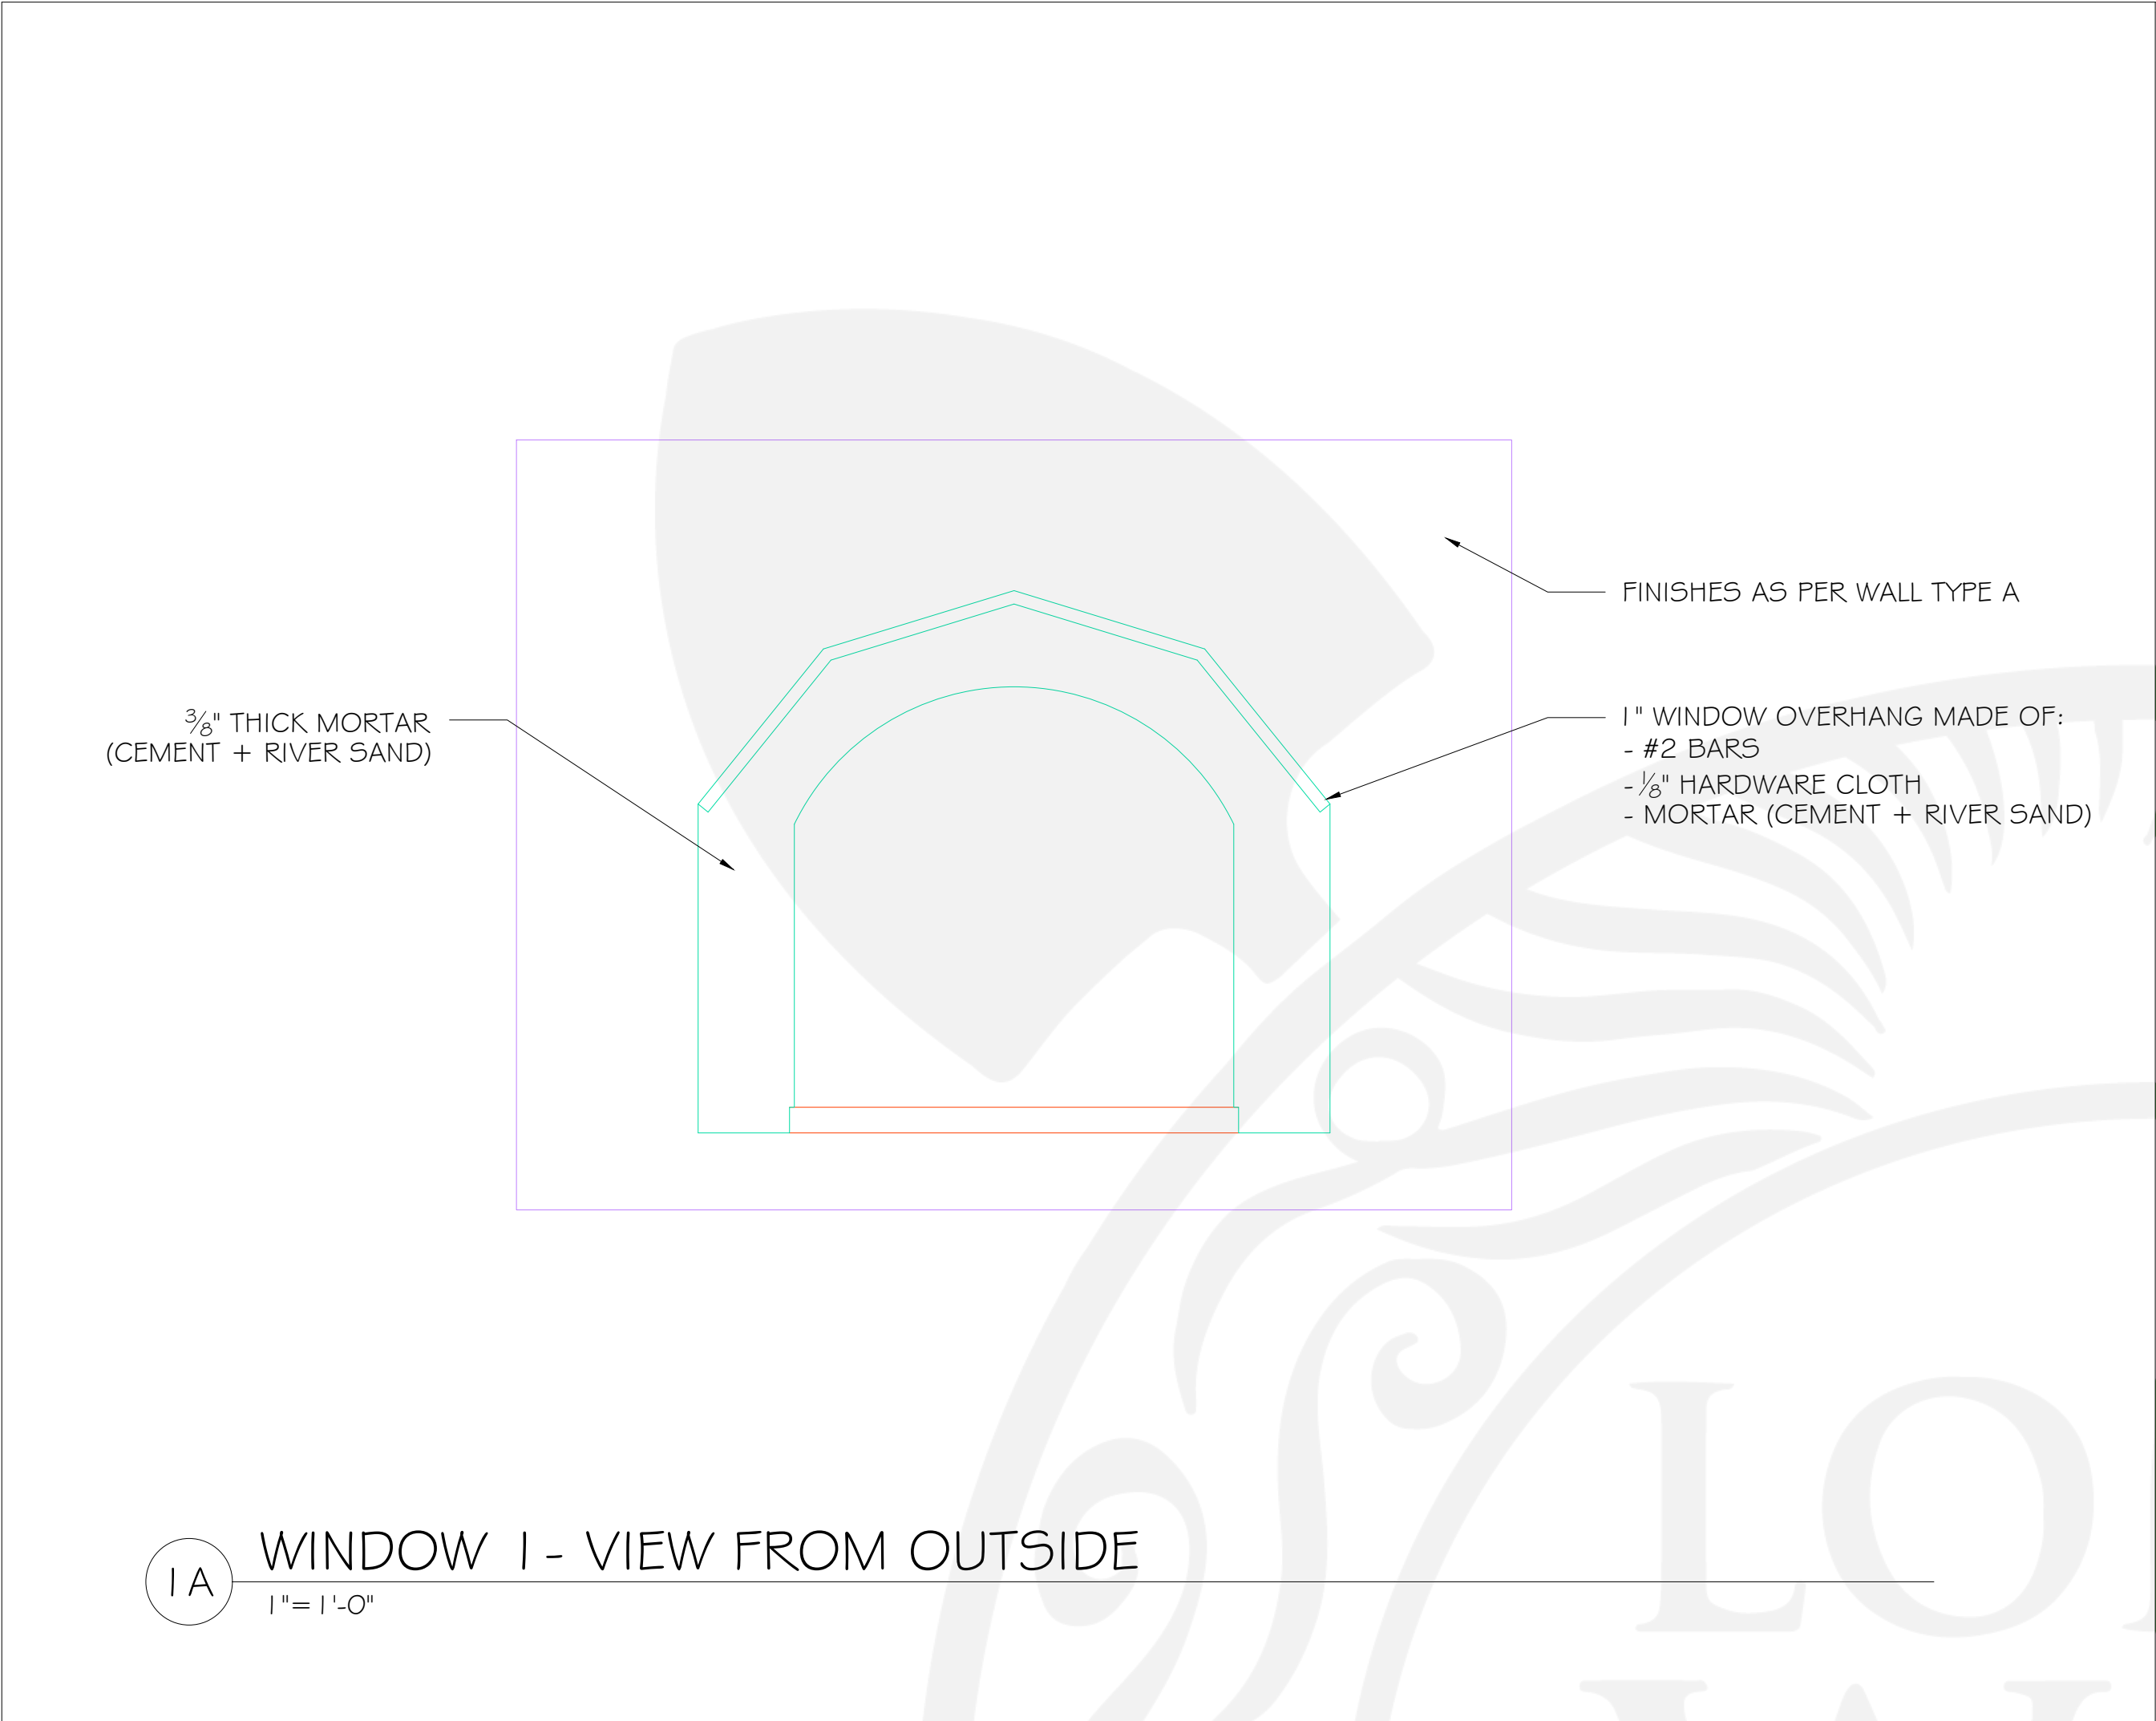 FINISHES AS PER WALL TYPE A
⅜" THICK MORTAR
(CEMENT + RIVER SAND)
1" WINDOW OVERHANG MADE OF:
- #2 BARS
- ⅛" HARDWARE CLOTH
- MORTAR (CEMENT + RIVER SAND)
1A
WINDOW 1 - VIEW FROM OUTSIDE
1"= 1'-0"
LO